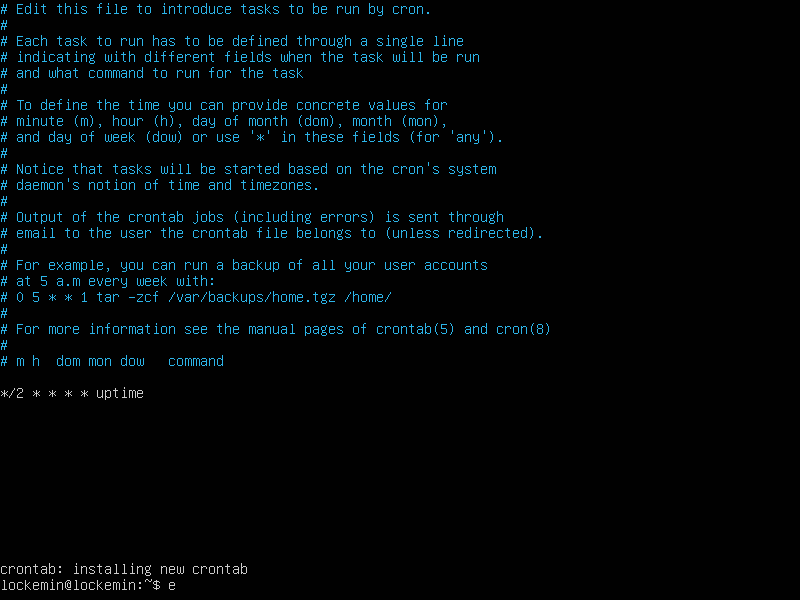 # Edit this file to introduce tasks to be run by cron.
#
# Each task to run has to be defined through a single line
# indicating with different fields when the task will be run
# and what command to run for the task
#
# To define the time you can provide concrete values for
# minute (m), hour (h), day of month (dom), month (mon),
# and day of week (dow) or use '*' in these fields (for 'any').
#
# Notice that tasks will be started based on the cron's system
# daemon's notion of time and timezones.
#
# Output of the crontab jobs (including errors) is sent through
# email to the user the crontab file belongs to (unless redirected).
#
# For example, you can run a backup of all your user accounts
# at 5 a.m every week with:
# 0 5 * * 1 tar -zcf /var/backups/home.tgz /home/
#
# For more information see the manual pages of crontab(5) and cron(8)
#
# m h  dom mon dow   command
*/2 * * * * uptime
crontab: installing new crontab
lockemin@lockemin:~$ e